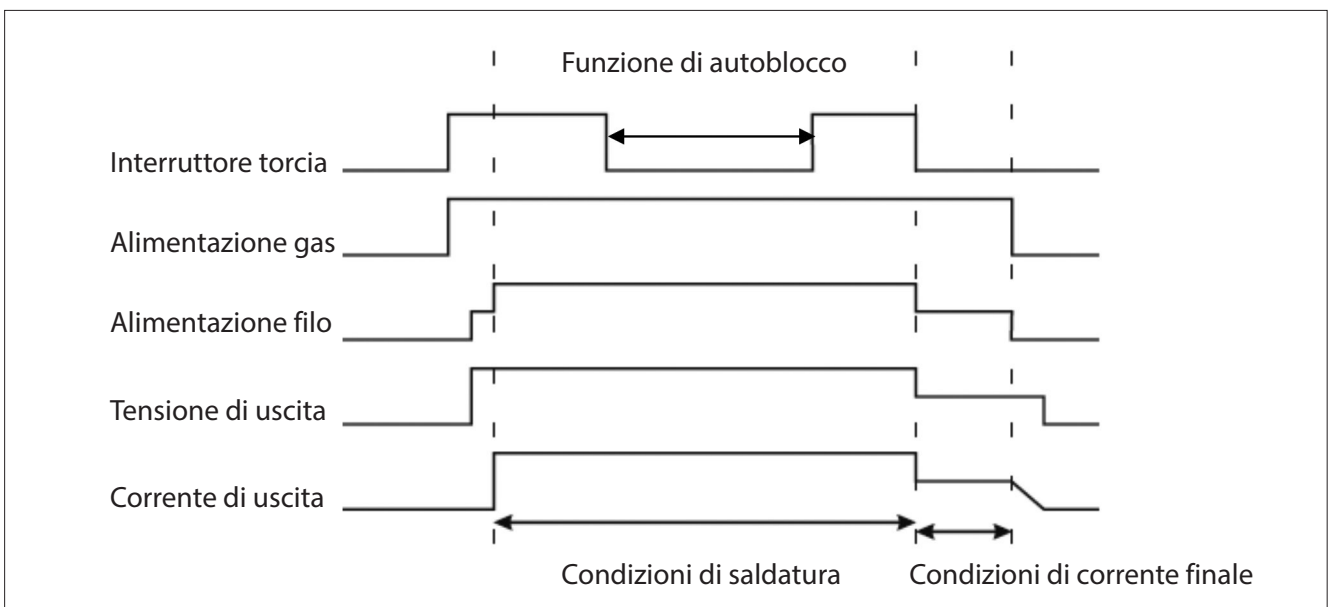 Funzione di autoblocco
Interruttore torcia
Alimentazione gas
Alimentazione filo
Tensione di uscita
Corrente di uscita
Condizioni di saldatura
Condizioni di corrente finale